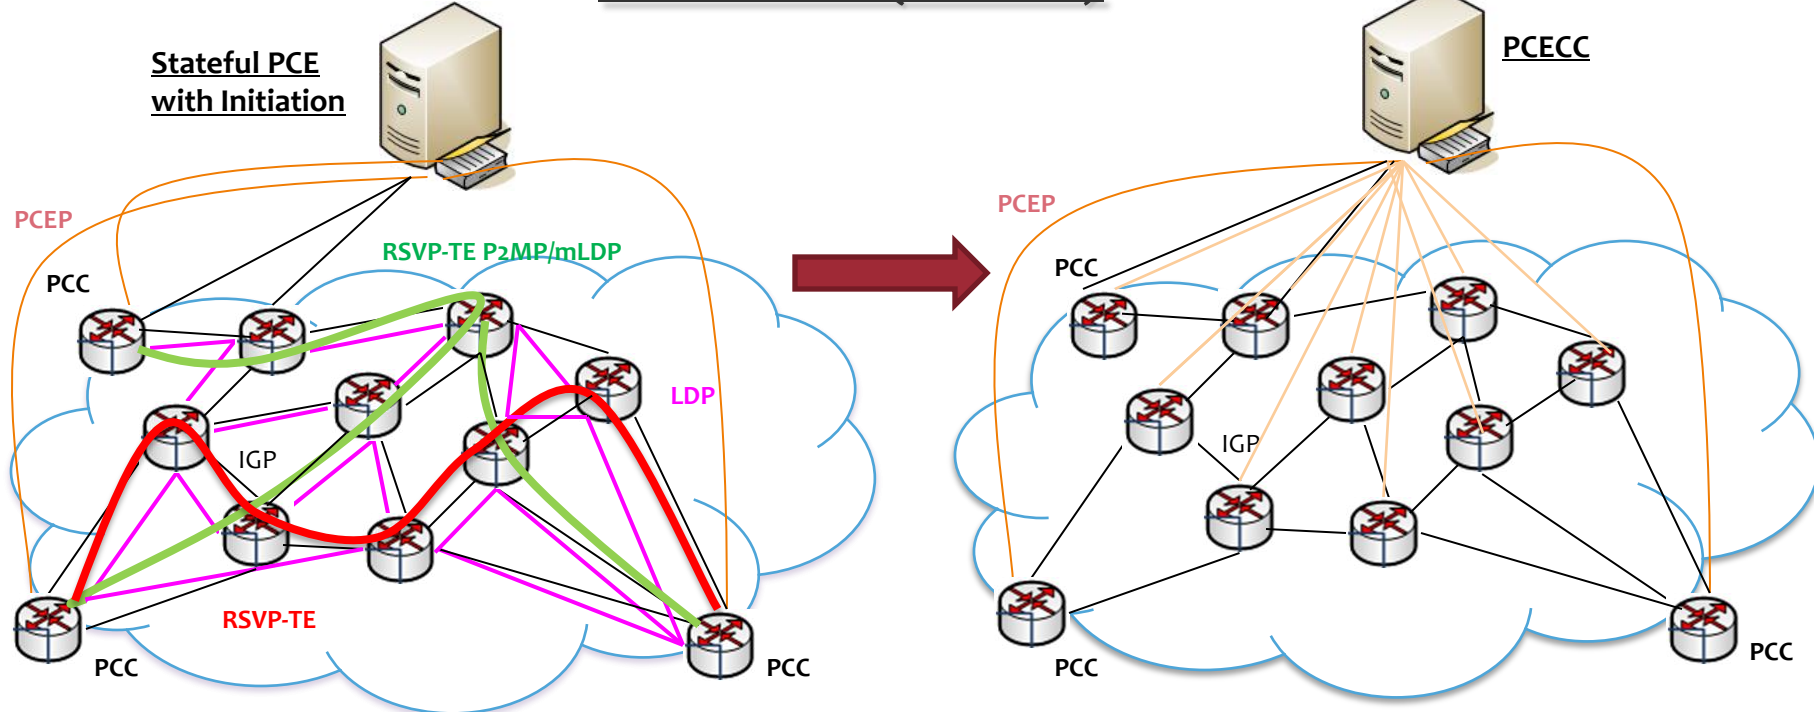 Stateful PCE
with Initiation
PCEP
PCC
RSVP-TE P2MP/mLDP
LDP
IGP
RSVP-TE
PCC
PCC
PCECC
PCEP
PCC
IGP
PCC
PCC